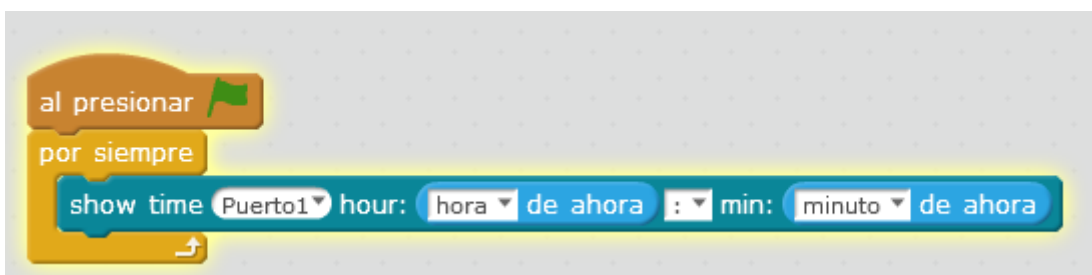 al presionar
por siempre
show time Puerto1 hour: hora de ahora : min: minuto de ahora